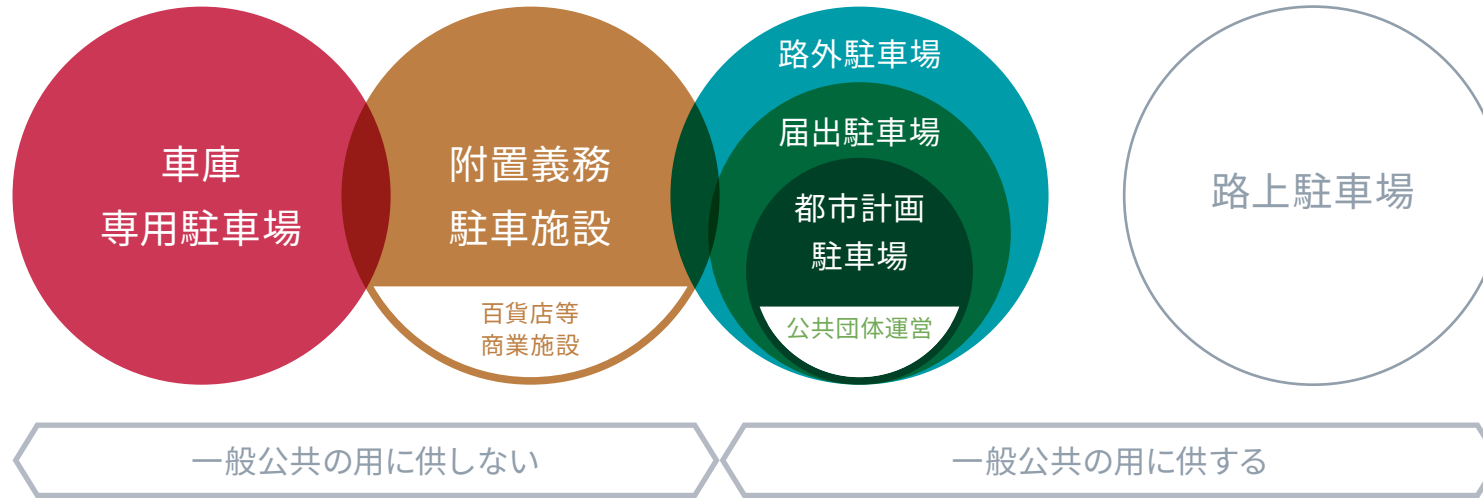 車庫
専用駐車場
附置義務
駐車施設
百貨店等
商業施設
路外駐車場
届出駐車場
都市計画
駐車場
公共団体運営
路上駐車場
一般公共の用に供しない
一般公共の用に供する